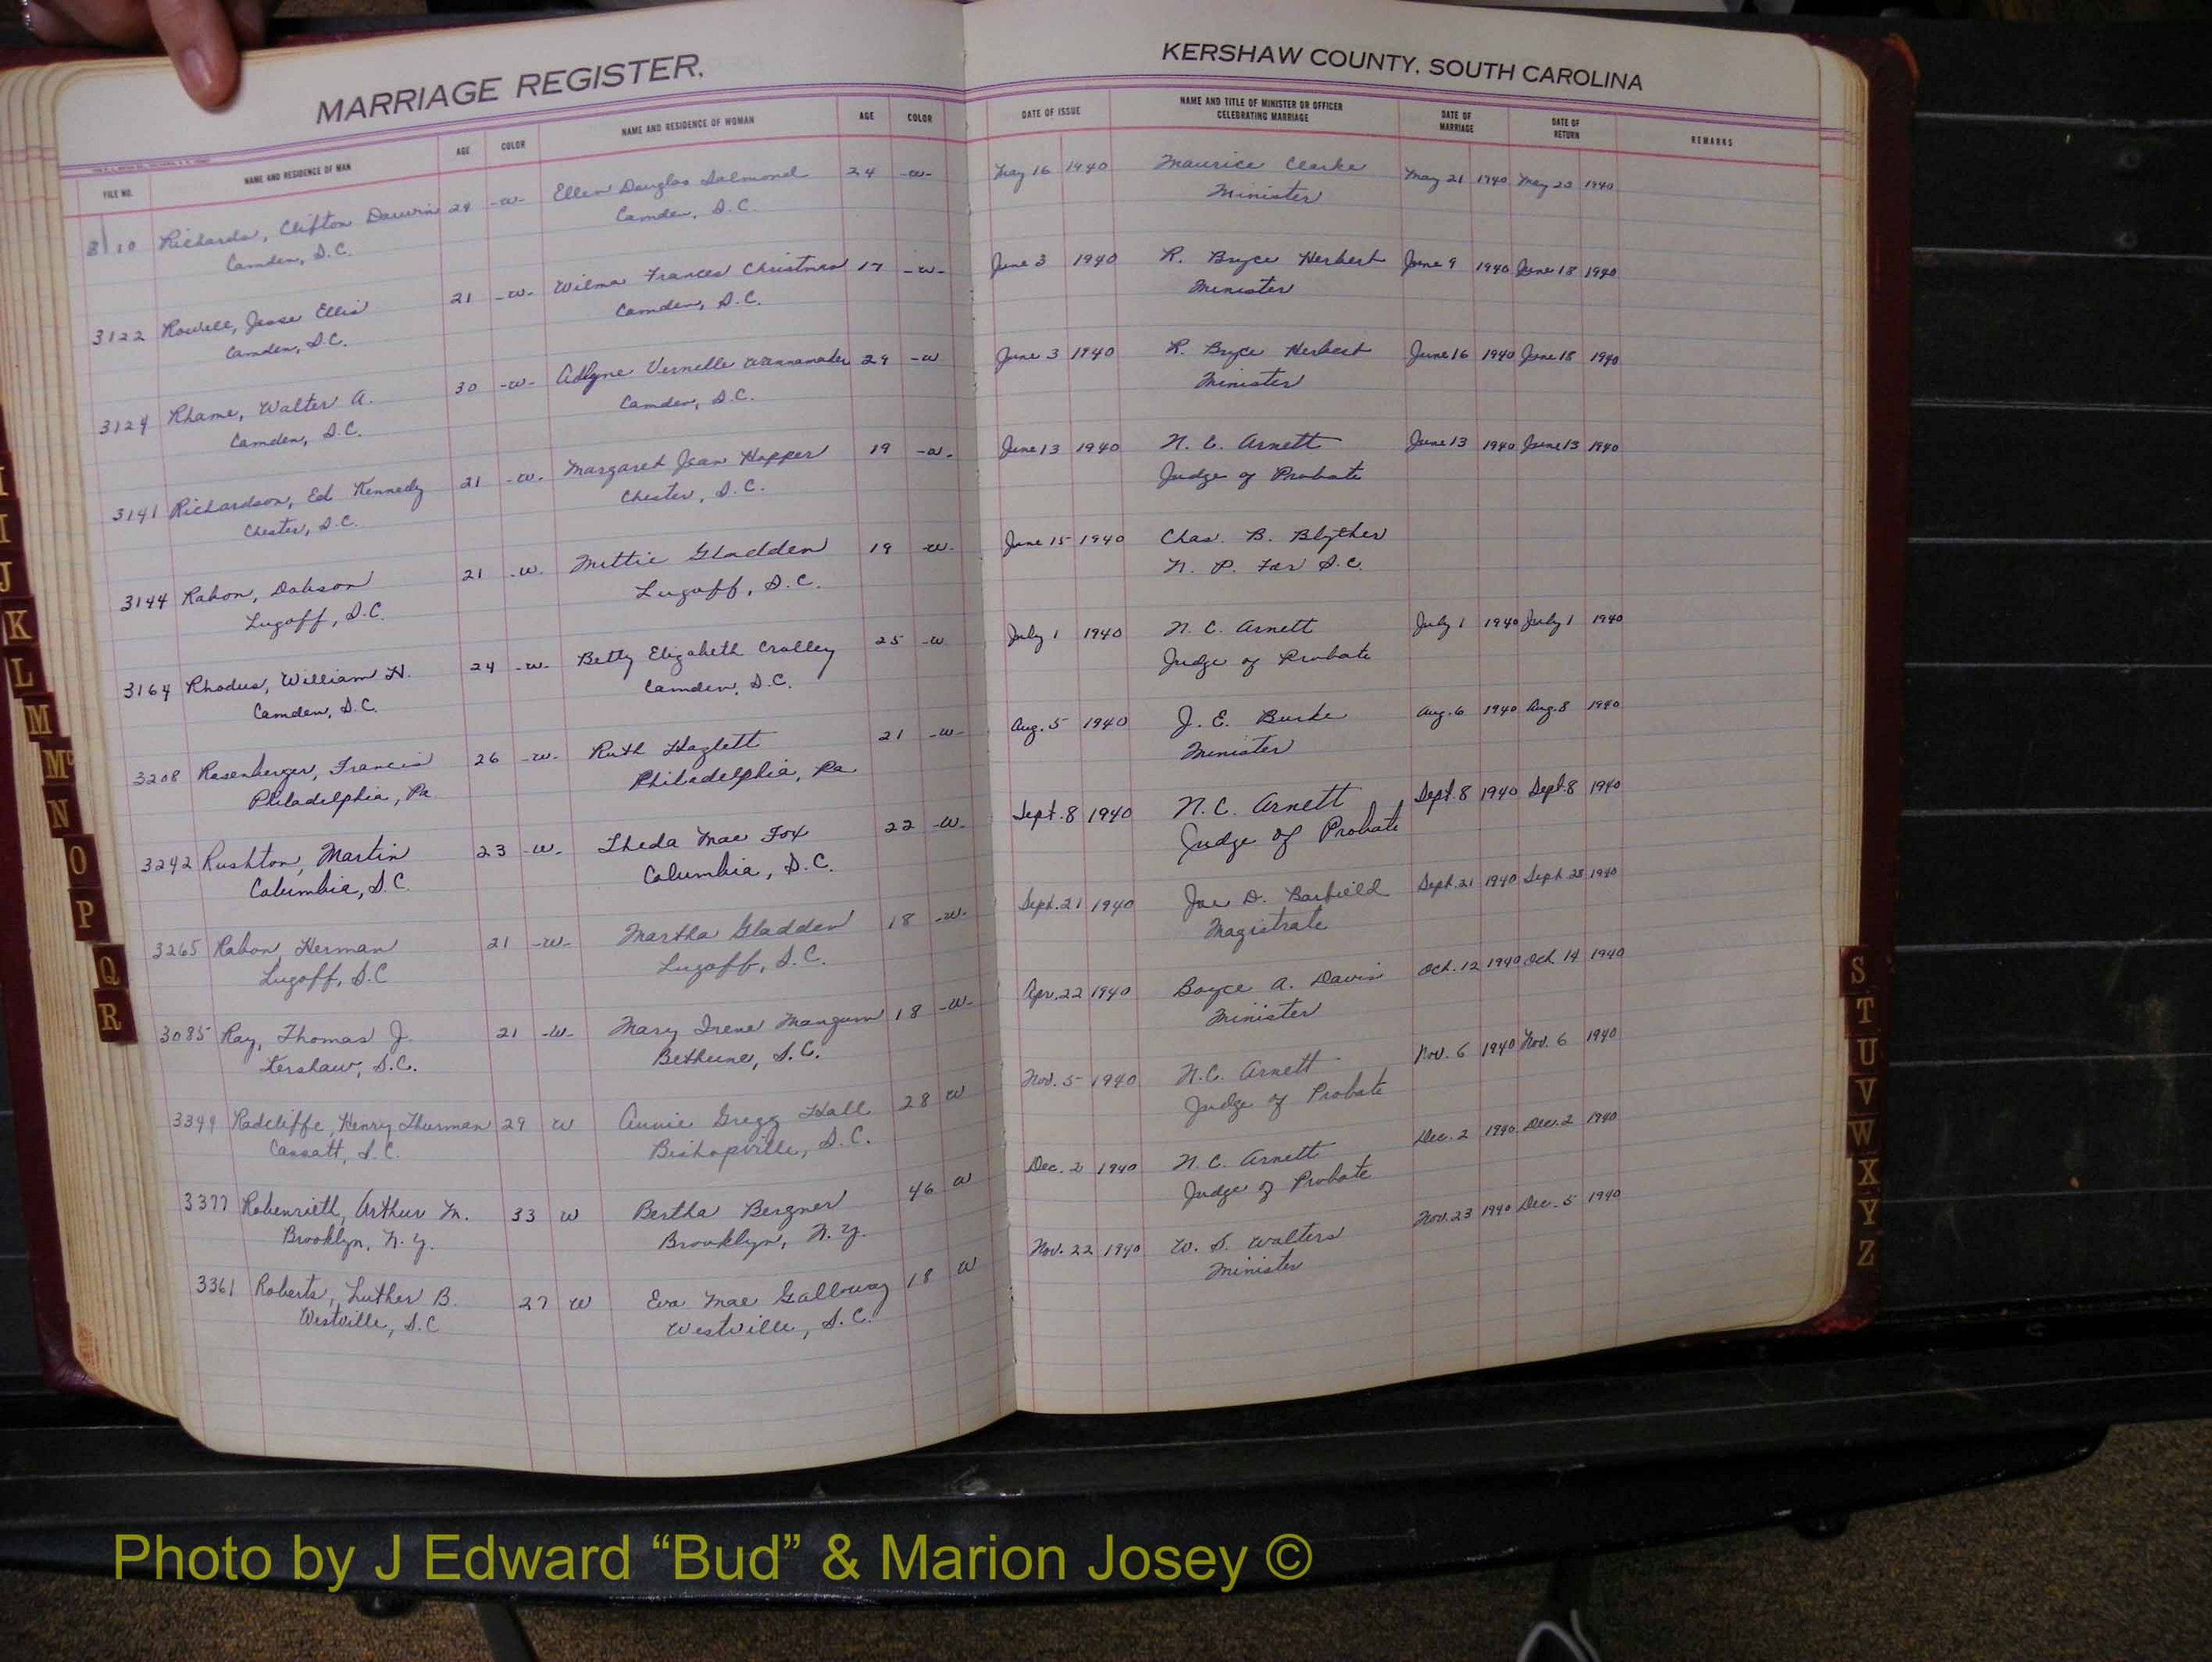 MARRIAGE REGISTER.
FILE NO. NAME AND RESIDENCE OF MAN AGE COLOR NAME AND RESIDENCE OF WOMAN AGE COLOR
3110 Richards, Clifton Darwin 29 -w- Ellen Douglas Salmond 24 -w-
Camden, S.C. Camden, S.C.
3122 Rowell, Jesse Ellis 21 -w- Wilma Frances Christmas 17 -w-
Camden, S.C. Camden, S.C.
3124 Rhame, Walter A. 30 -w- Adlyne Vernelle Wannamaker 29 -w
Camden, S.C. Camden, S.C.
3141 Richardson, Ed Kennedy 21 -w. Margaret Jean Hopper 19 -w-
Chester, S.C. Chester, S.C.
3144 Rabon, Dobson 21 -w. Mittie Gladden 19 -w-
Lugoff, S.C. Lugoff, S.C.
3164 Rhodus, William H. 24 -w- Betty Elizabeth Crolley 25 -w
Camden, S.C. Camden, S.C.
3208 Rosenberger, Francis 26 -w- Ruth Hazlett 21 -w-
Philadelphia, Pa Philadelphia, Pa
3242 Rushton, Martin 23 -w- Theda Mae Fox 22 -w-
Columbia, S.C. Columbia, S.C.
3265 Rabon, Herman 21 -w- Martha Gladden 18 -w-
Lugoff, S.C Lugoff, S.C.
3085 Ray, Thomas J. 21 -w- Mary Irene Mangum 18 -w-
Kershaw, S.C. Bethune, S.C.
3344 Radcliffe, Henry Thurman 29 w Annie Gregg Hall 28 w
Cassatt, S.C. Bishopville, S.C.
3377 Robenrieth, Arthur M. 33 w Bertha Bergner 46 w
Brooklyn, N.Y. Brooklyn, N.Y.
3361 Roberts, Luther B. 27 w Eva Mae Galloway 18 w
Westville, S.C Westville, S.C.
KERSHAW COUNTY, SOUTH CAROLINA
DATE OF ISSUE NAME AND TITLE OF MINISTER OR OFFICER CELEBRATING MARRIAGE DATE OF MARRIAGE DATE OF RETURN REMARKS
May 16 1940 Maurice Clarke May 21 1940 May 23 1940
Minister
June 3 1940 R. Bryce Herbert June 9 1940 June 18 1940
Minister
June 3 1940 R. Bryce Herbert June 16 1940 June 18 1940
Minister
June 13 1940 N. C. Arnett June 13 1940 June 13 1940
Judge of Probate
June 15 1940 Chas. B. Blyther
N. P. For S.C.
July 1 1940 N. C. Arnett July 1 1940 July 1 1940
Judge of Probate
Aug. 5 1940 J. E. Burke Aug. 6 1940 Aug. 8 1940
Minister
Sept. 8 1940 N. C. Arnett Sept. 8 1940 Sept. 8 1940
Judge of Probate
Sept. 21 1940 Joe D. Barfield Sept. 21 1940 Sept. 28 1940
Magistrate
Apr. 22 1940 Boyce A. Davis Oct. 12 1940 Oct. 14 1940
Minister
Nov. 5 1940 N.C. Arnett Nov. 6 1940 Nov. 6 1940
Judge of Probate
Dec. 2 1940 N. C. Arnett Dec. 2 1940 Dec. 2 1940
Judge of Probate
Nov. 22 1940 W. S. Walters Nov. 23 1940 Dec. 5 1940
Minister
I
J
K
L
M
Mc
N
O
P
Q
R
S
T
U
V
W
X
Y
Z
Photo by J Edward “Bud” & Marion Josey ©